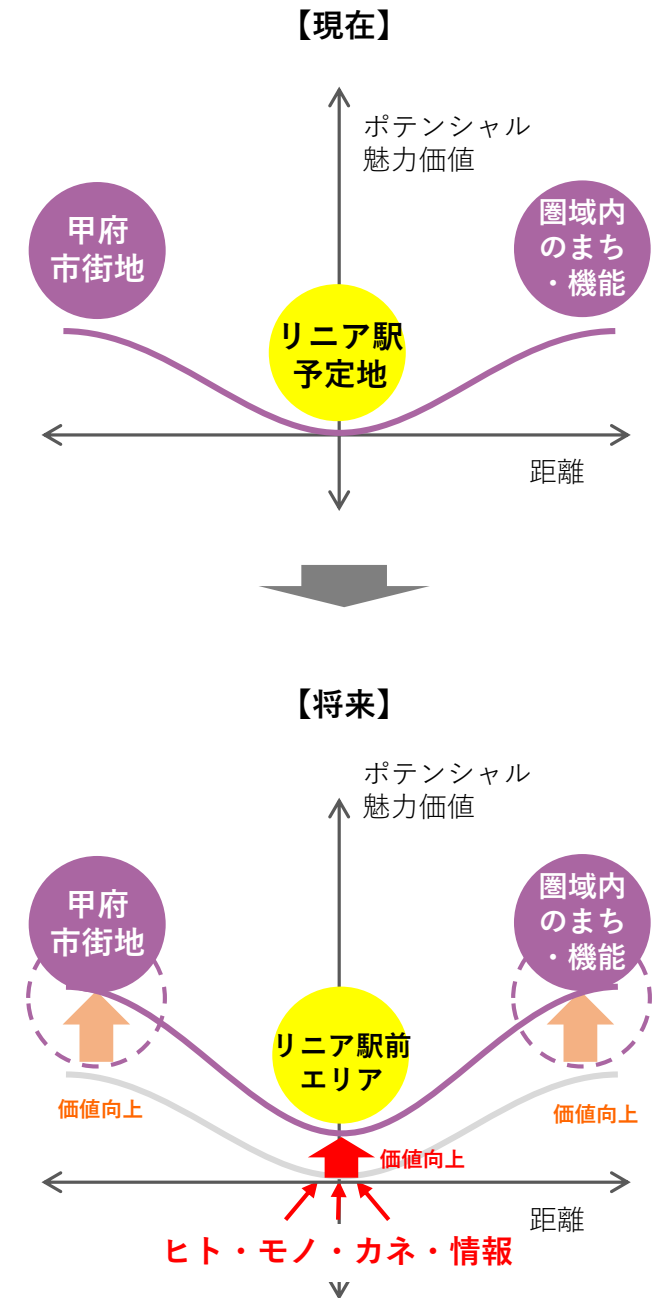 【現在】
ポテンシャル
魅力価値
甲府
市街地
圏域内
のまち
・機能
リニア駅
予定地
距離
【将来】
ポテンシャル
魅力価値
甲府
市街地
圏域内
のまち
・機能
リニア駅前
エリア
価値向上
価値向上
価値向上
距離
ヒト・モノ・カネ・情報